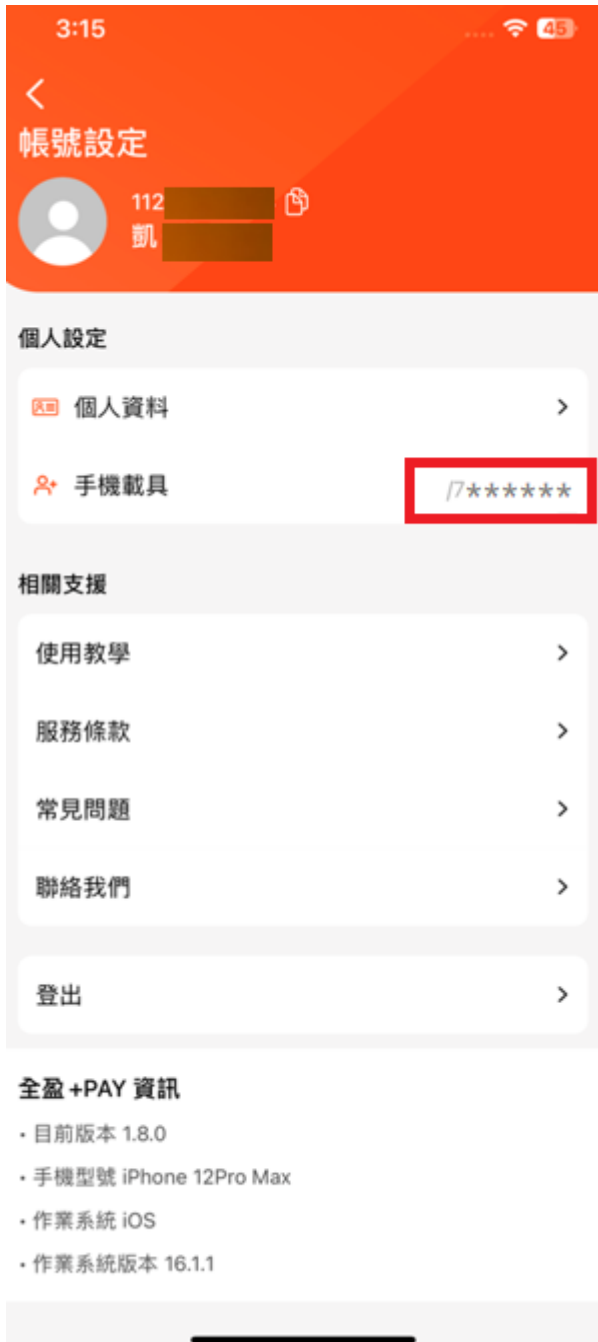 3:15
45
帳號設定
112
凱
個人設定
個人資料
手機載具 /7******
相關支援
使用教學
服務條款
常見問題
聯絡我們
登出
全盈+PAY 資訊
• 目前版本 1.8.0
• 手機型號 iPhone 12Pro Max
• 作業系統 iOS
• 作業系統版本 16.1.1